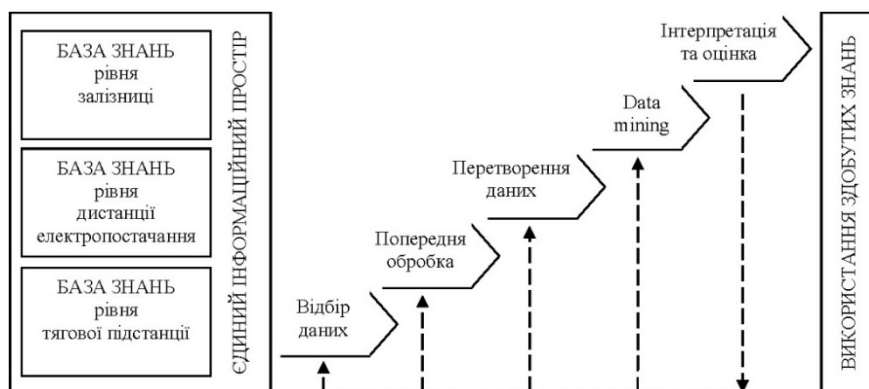 БАЗА ЗНАНЬ
рівня
залізниці
БАЗА ЗНАНЬ
рівня
дистанції
електропостачання
БАЗА ЗНАНЬ
рівня
тягової підстанції
ЄДИНИЙ ІНФОРМАЦІЙНИЙ ПРОСТІР
Відбір
даних
Попередня
обробка
Перетворення
даних
Data
mining
Інтерпретація
та оцінка
ВИКОРИСТАННЯ ЗДОБУТИХ ЗНАНЬ